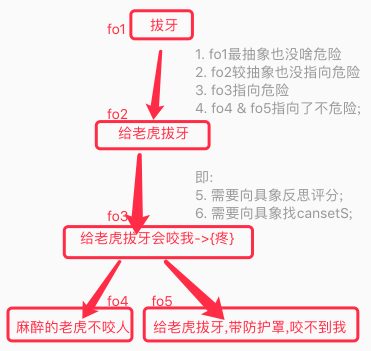 fo1
拔牙
1. fo1最抽象也没啥危险
2. fo2较抽象也没指向危险
3. fo3指向危险
4. fo4 & fo5指向了不危险;
fo2
给老虎拔牙
即:
5. 需要向具象反思评分;
6. 需要向具象找cansetS;
fo3
给老虎拔牙会咬我->{疼}
fo4
fo5
麻醉的老虎不咬人
给老虎拔牙,带防护罩,咬不到我